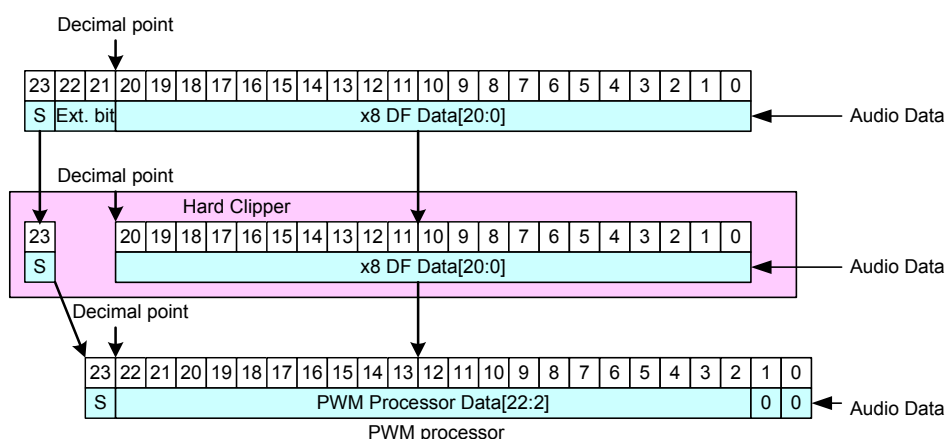 Decimal point
23 22 21 20 19 18 17 16 15 14 13 12 11 10 9 8 7 6 5 4 3 2 1 0
S Ext. bit x8 DF Data[20:0] Audio Data
Decimal point
Hard Clipper
23 20 19 18 17 16 15 14 13 12 11 10 9 8 7 6 5 4 3 2 1 0
S x8 DF Data[20:0] Audio Data
Decimal point
23 22 21 20 19 18 17 16 15 14 13 12 11 10 9 8 7 6 5 4 3 2 1 0
S PWM Processor Data[22:2] 0 0 Audio Data
PWM processor